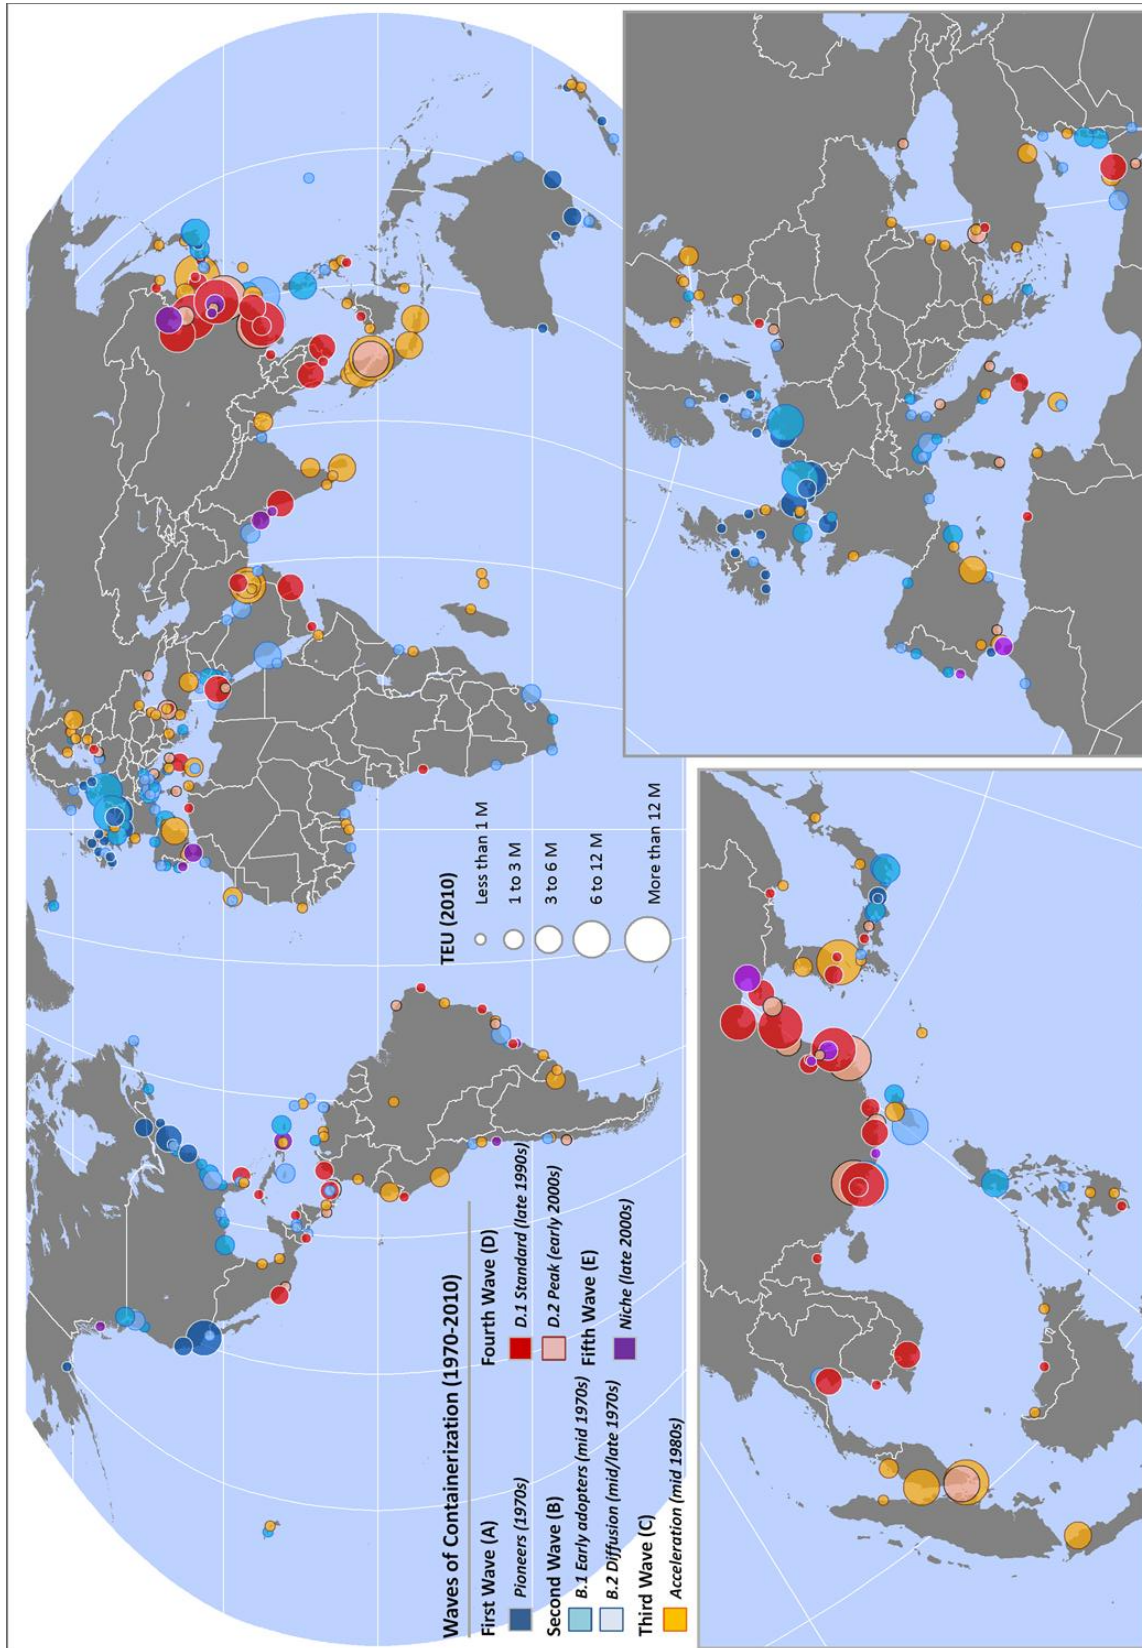 Waves of Containerization (1970-2010)
First Wave (A)
Pioneers (1970s)
Second Wave (B)
B.1 Early adopters (mid 1970s)
B.2 Diffusion (mid/late 1970s)
Third Wave (C)
Acceleration (mid 1980s)
Fourth Wave (D)
D.1 Standard (late 1990s)
D.2 Peak (early 2000s)
Fifth Wave (E)
Niche (late 2000s)
TEU (2010)
Less than 1 M
1 to 3 M
3 to 6 M
6 to 12 M
More than 12 M